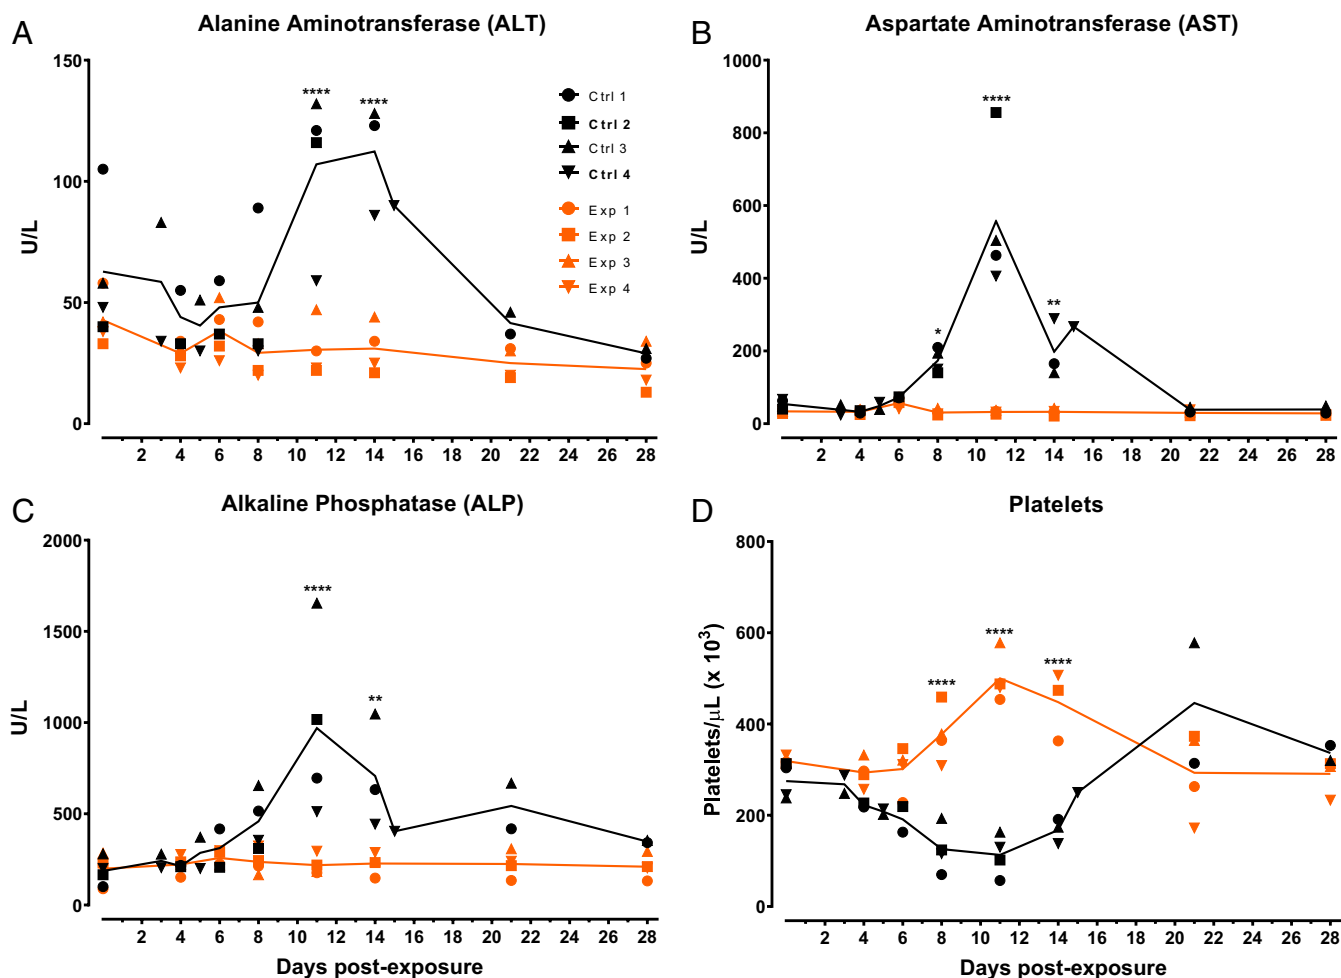 A
Alanine Aminotransferase (ALT)
150
100
50
0
U/L
****
****
Ctrl 1
Ctrl 2
Ctrl 3
Ctrl 4
Exp 1
Exp 2
Exp 3
Exp 4
2 4 6 8 10 12 14 16 18 20 22 24 26 28
B
Aspartate Aminotransferase (AST)
1000
800
600
400
200
0
U/L
*
****
**
2 4 6 8 10 12 14 16 18 20 22 24 26 28
C
Alkaline Phosphatase (ALP)
2000
1500
1000
500
0
U/L
****
**
2 4 6 8 10 12 14 16 18 20 22 24 26 28
Days post-exposure
D
Platelets
800
600
400
200
0
Platelets/μL (x 10³)
****
****
****
2 4 6 8 10 12 14 16 18 20 22 24 26 28
Days post-exposure